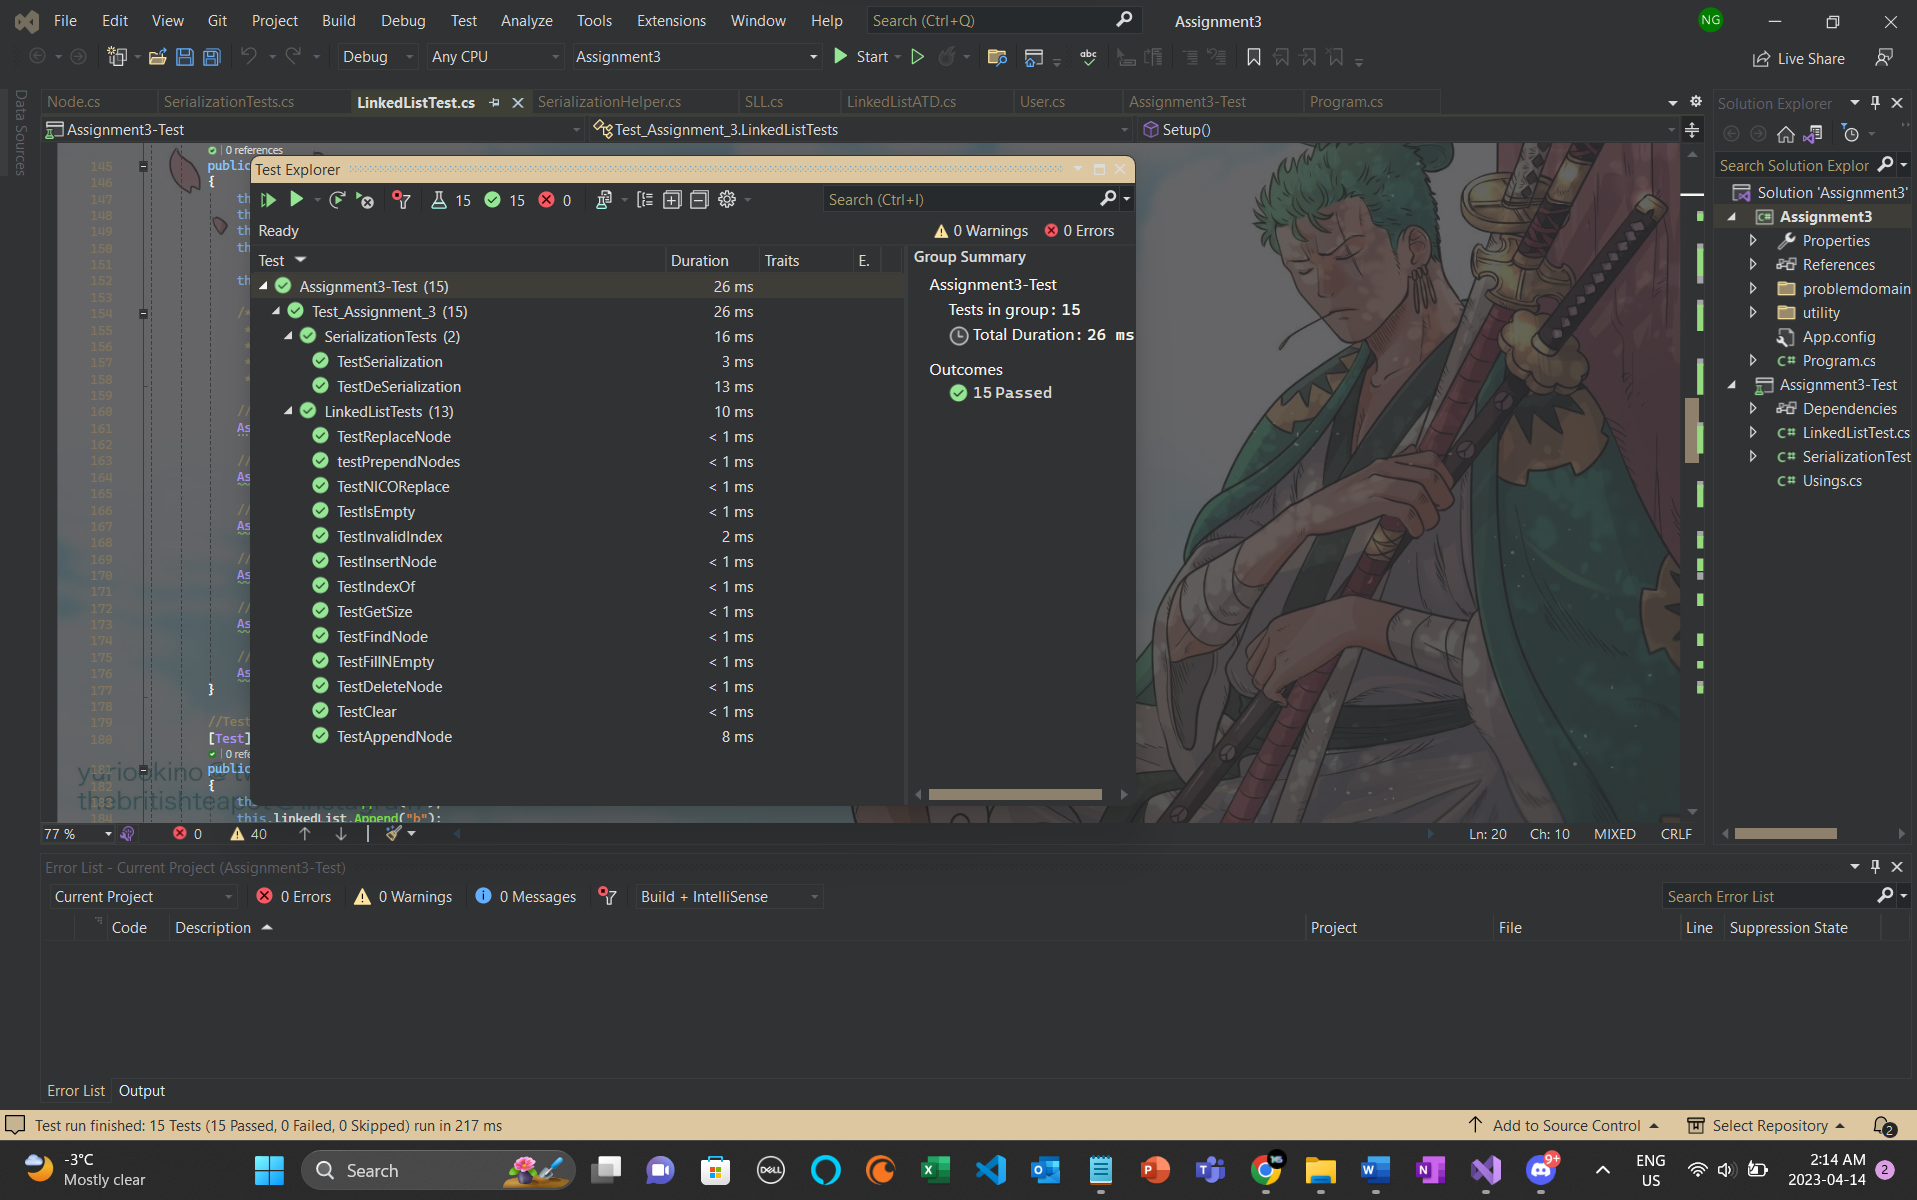 File Edit View Git Project Build Debug Test Analyze Tools Extensions Window Help Search (Ctrl+Q) Assignment3 NG
Debug Any CPU Assignment3 Start Live Share
Data Sources
Node.cs SerializationTests.cs LinkedListTest.cs SerializationHelper.cs SLL.cs LinkedListATD.cs User.cs Assignment3-Test Program.cs
Assignment3-Test Test_Assignment_3.LinkedListTests Setup()
0 references
145 public
146 {
147 th
148 th
149 th
150 th
151
152 th
153
154 /*
155 *
156 *
157 *
158 *
159
160 //
161 As
162
163 //
164 As
165
166 //
167 As
168
169 //
170 As
171
172 //
173 As
174
175 //
176 As
177 }
178
179 //Test
180 [Test]
0 refe
181 public
182 {
183 th
184 this.linkedList.Append("b");
Test Explorer
15 15 0 Search (Ctrl+I)
Ready 0 Warnings 0 Errors
Test Duration Traits E.
Assignment3-Test (15) 26 ms
Test_Assignment_3 (15) 26 ms
SerializationTests (2) 16 ms
TestSerialization 3 ms
TestDeSerialization 13 ms
LinkedListTests (13) 10 ms
TestReplaceNode < 1 ms
testPrependNodes < 1 ms
TestNICOReplace < 1 ms
TestIsEmpty < 1 ms
TestInvalidIndex 2 ms
TestInsertNode < 1 ms
TestIndexOf < 1 ms
TestGetSize < 1 ms
TestFindNode < 1 ms
TestFillNEmpty < 1 ms
TestDeleteNode < 1 ms
TestClear < 1 ms
TestAppendNode 8 ms
Group Summary
Assignment3-Test
Tests in group: 15
Total Duration: 26 ms
Outcomes
15 Passed
Solution Explorer
Search Solution Explor
Solution 'Assignment3'
Assignment3
Properties
References
problemdomain
utility
App.config
Program.cs
Assignment3-Test
Dependencies
LinkedListTest.cs
SerializationTest
Usings.cs
77 % 0 40 Ln: 20 Ch: 10 MIXED CRLF
Error List - Current Project (Assignment3-Test)
Current Project 0 Errors 0 Warnings 0 Messages Build + IntelliSense Search Error List
Code Description Project File Line Suppression State
Error List Output
Test run finished: 15 Tests (15 Passed, 0 Failed, 0 Skipped) run in 217 ms Add to Source Control Select Repository 2
-3°C
Mostly clear
Search
DELL
16
9+
ENG
US
2:14 AM
2023-04-14
2